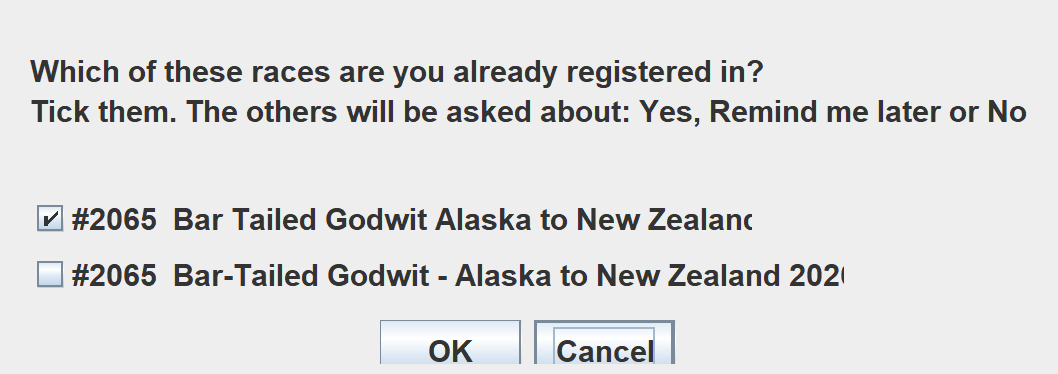 Which of these races are you already registered in?
Tick them. The others will be asked about: Yes, Remind me later or No
#2065 Bar Tailed Godwit Alaska to New Zealand
#2065 Bar-Tailed Godwit - Alaska to New Zealand 202
OK
Cancel